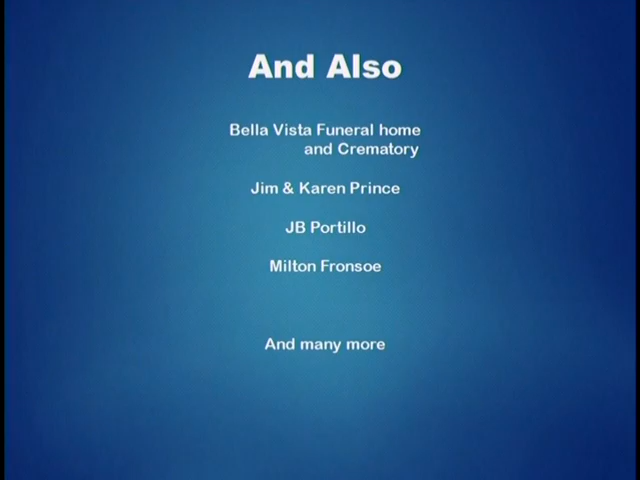 And Also
Bella Vista Funeral home
and Crematory
Jim & Karen Prince
JB Portillo
Milton Fronsoe
And many more